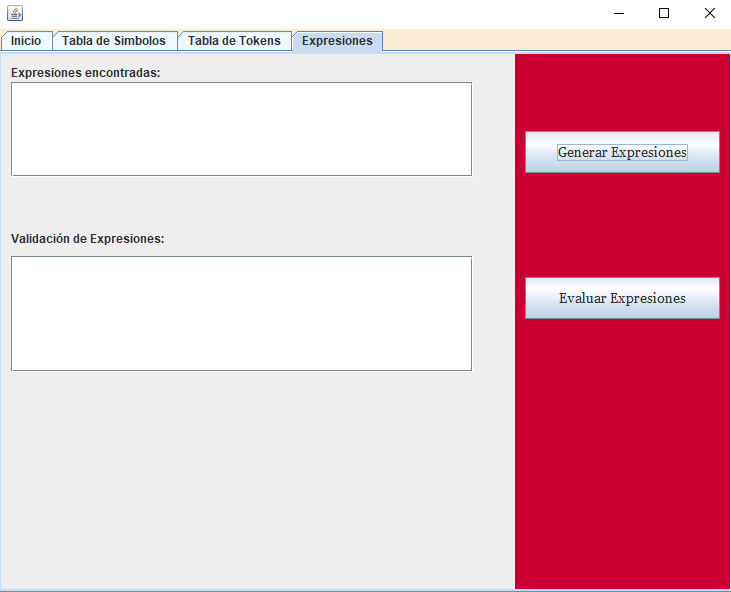 Inicio
Tabla de Simbolos
Tabla de Tokens
Expresiones
Expresiones encontradas:
Generar Expresiones
Validación de Expresiones:
Evaluar Expresiones